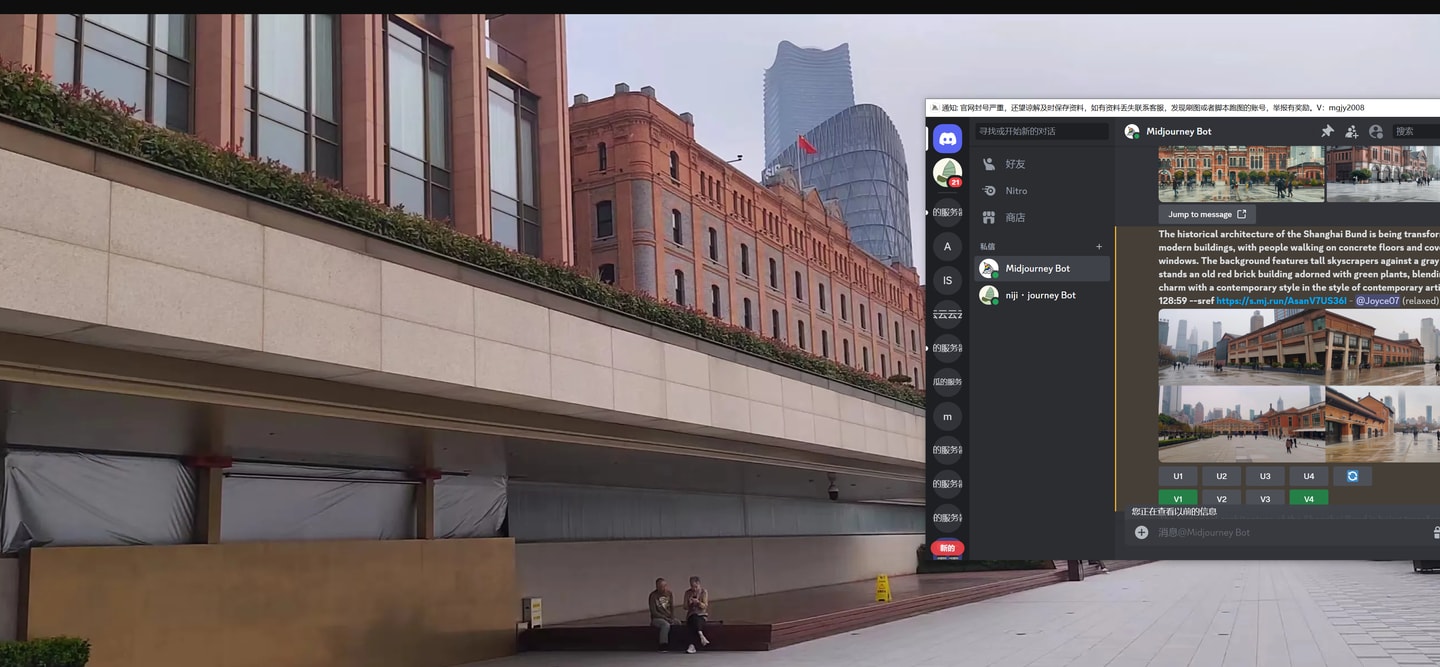 通知: 官网封号严重，还望谅解及时保存资料，如有资料丢失联系客服，发现刷图或者脚本跑图的账号，举报有奖励。V：mgjy2008
寻找或开始新的对话
好友
Nitro
商店
私信
Midjourney Bot
niji・journey Bot
21
的服务器
A
IS
的服务器
瓜的服务
m
的服务器
的服务器
的服务器
新的
Midjourney Bot
搜索
Jump to message
The historical architecture of the Shanghai Bund is being transfor
modern buildings, with people walking on concrete floors and cov
windows. The background features tall skyscrapers against a gray
stands an old red brick building adorned with green plants, blendi
charm with a contemporary style in the style of contemporary arti
128:59 --sref https://s.mj.run/AsanV7US36I - @Joyce07 (relaxed)
U1 U2 U3 U4
V1 V2 V3 V4
您正在查看以前的信息
消息@Midjourney Bot